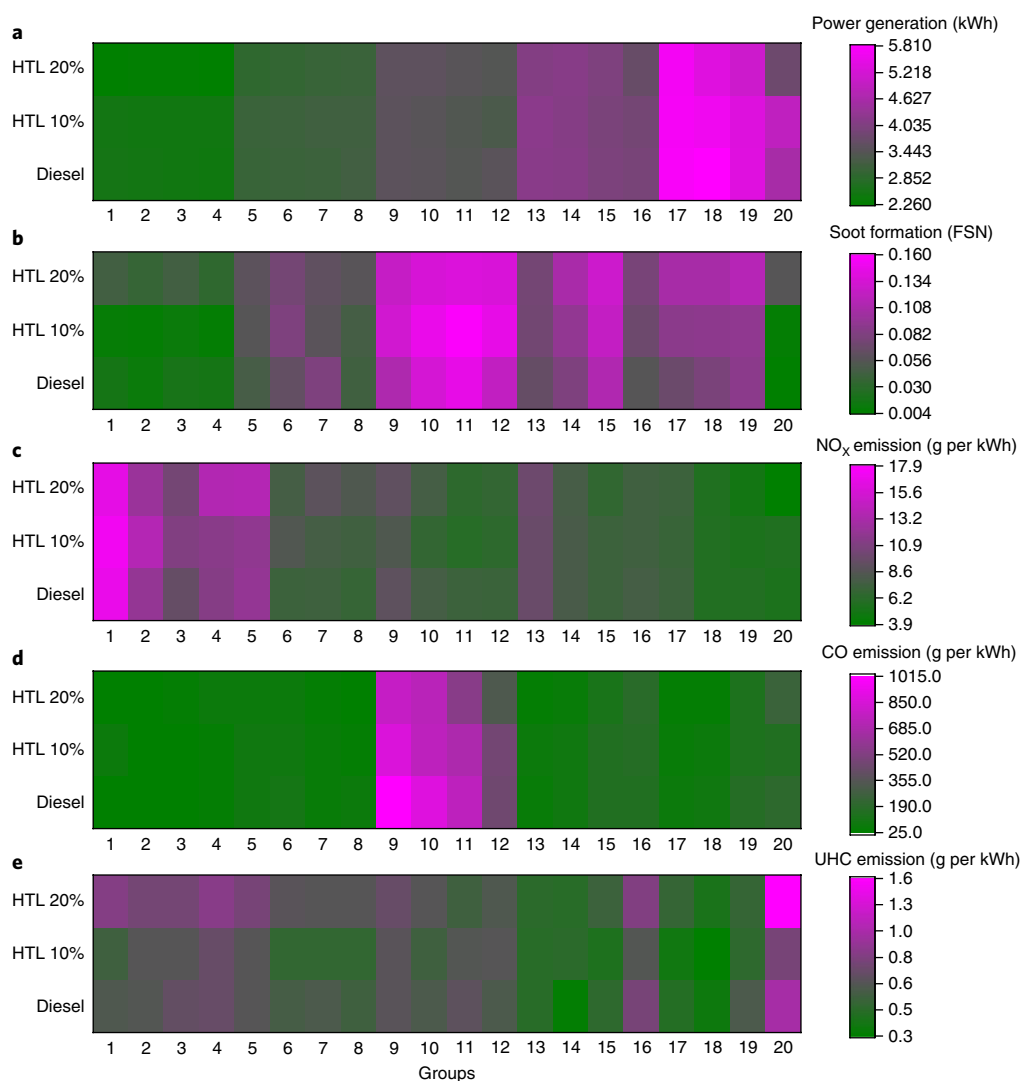 a
Power generation (kWh)
HTL 20%
HTL 10%
Diesel
5.810
5.218
4.627
4.035
3.443
2.852
2.260
1 2 3 4 5 6 7 8 9 10 11 12 13 14 15 16 17 18 19 20
b
Soot formation (FSN)
HTL 20%
HTL 10%
Diesel
0.160
0.134
0.108
0.082
0.056
0.030
0.004
1 2 3 4 5 6 7 8 9 10 11 12 13 14 15 16 17 18 19 20
c
NOX emission (g per kWh)
HTL 20%
HTL 10%
Diesel
17.9
15.6
13.2
10.9
8.6
6.2
3.9
1 2 3 4 5 6 7 8 9 10 11 12 13 14 15 16 17 18 19 20
d
CO emission (g per kWh)
HTL 20%
HTL 10%
Diesel
1015.0
850.0
685.0
520.0
355.0
190.0
25.0
1 2 3 4 5 6 7 8 9 10 11 12 13 14 15 16 17 18 19 20
e
UHC emission (g per kWh)
HTL 20%
HTL 10%
Diesel
1.6
1.3
1.0
0.8
0.6
0.5
0.3
1 2 3 4 5 6 7 8 9 10 11 12 13 14 15 16 17 18 19 20
Groups